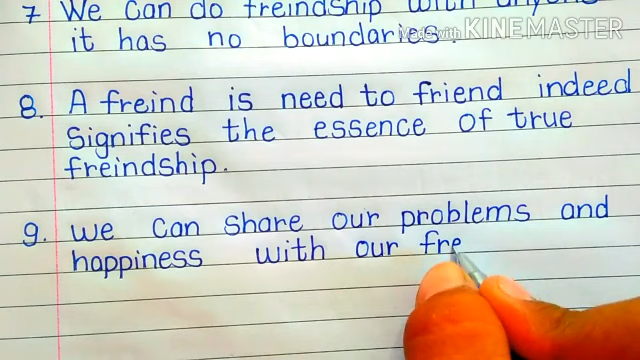 7 We can do freindship with anyone
it has no boundaries.
Made with KINEMASTER
8. A freind is need to friend indeed
Signifies the essence of true
freindship.
9. We can share our problems and
happiness with our fre